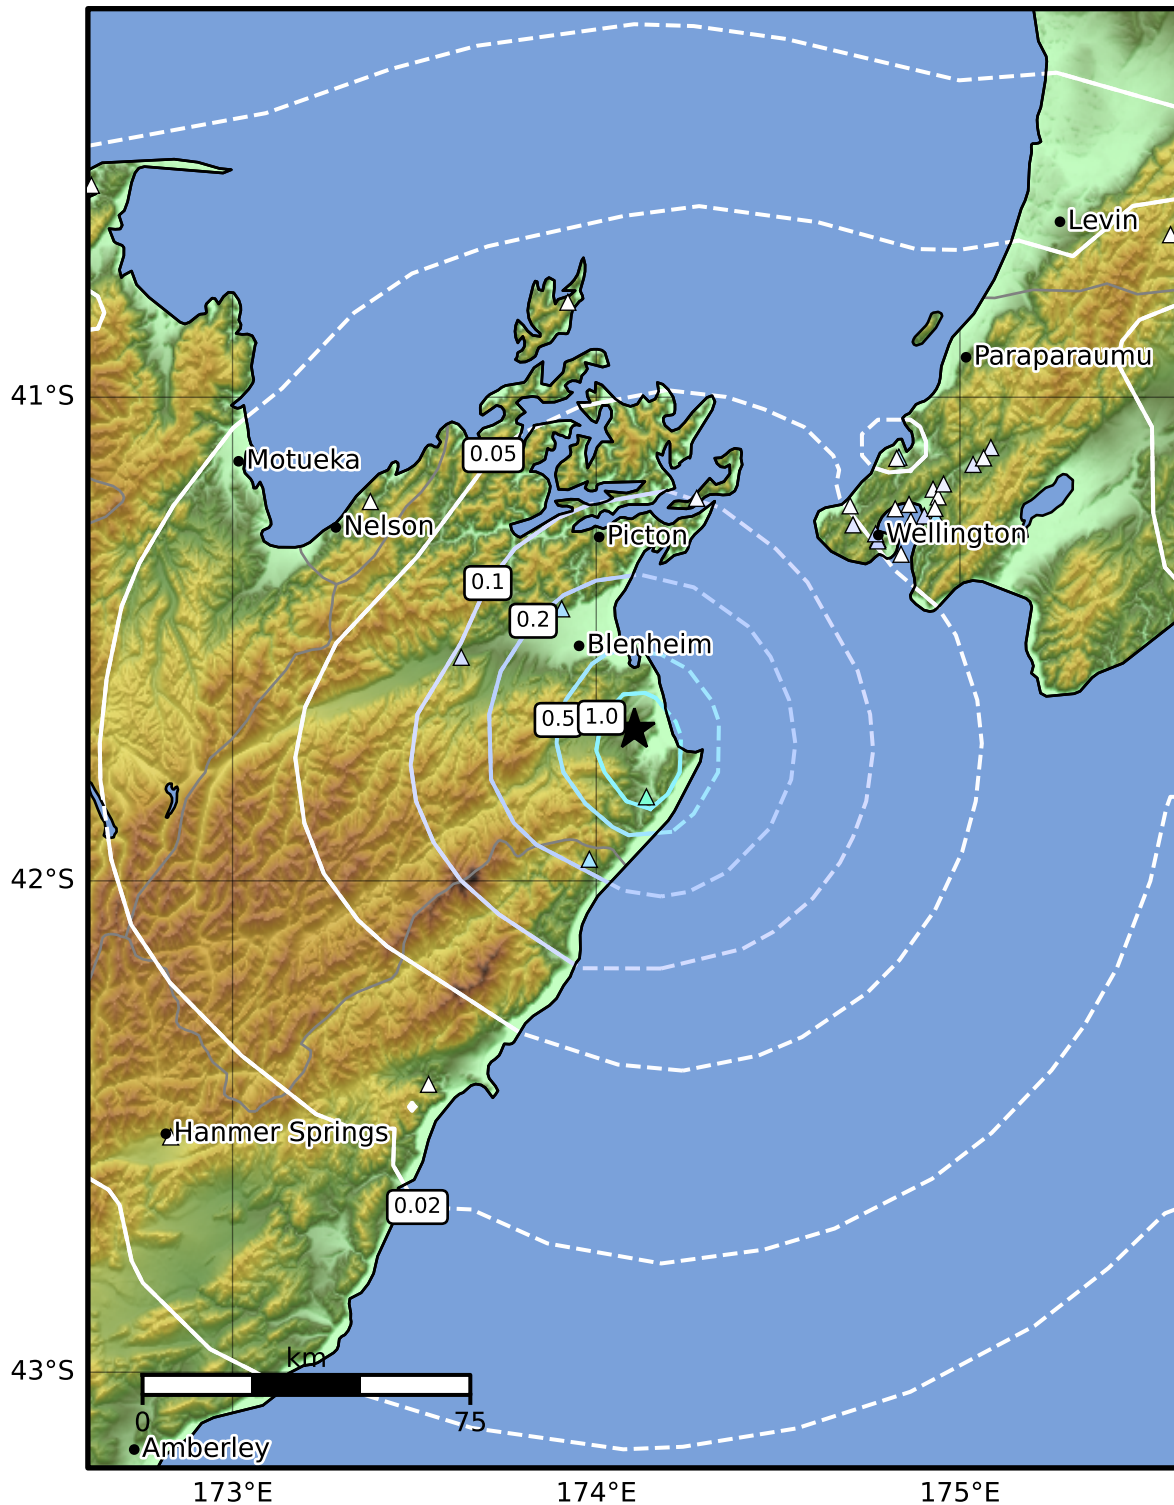 Levin
Paraparaumu
41°S
0.05
Motueka
Nelson
Picton
Wellington
0.1
0.2
Blenheim
0.5
1.0
42°S
Hanmer Springs
0.02
km
43°S
0
75
Amberley
173°E
174°E
175°E